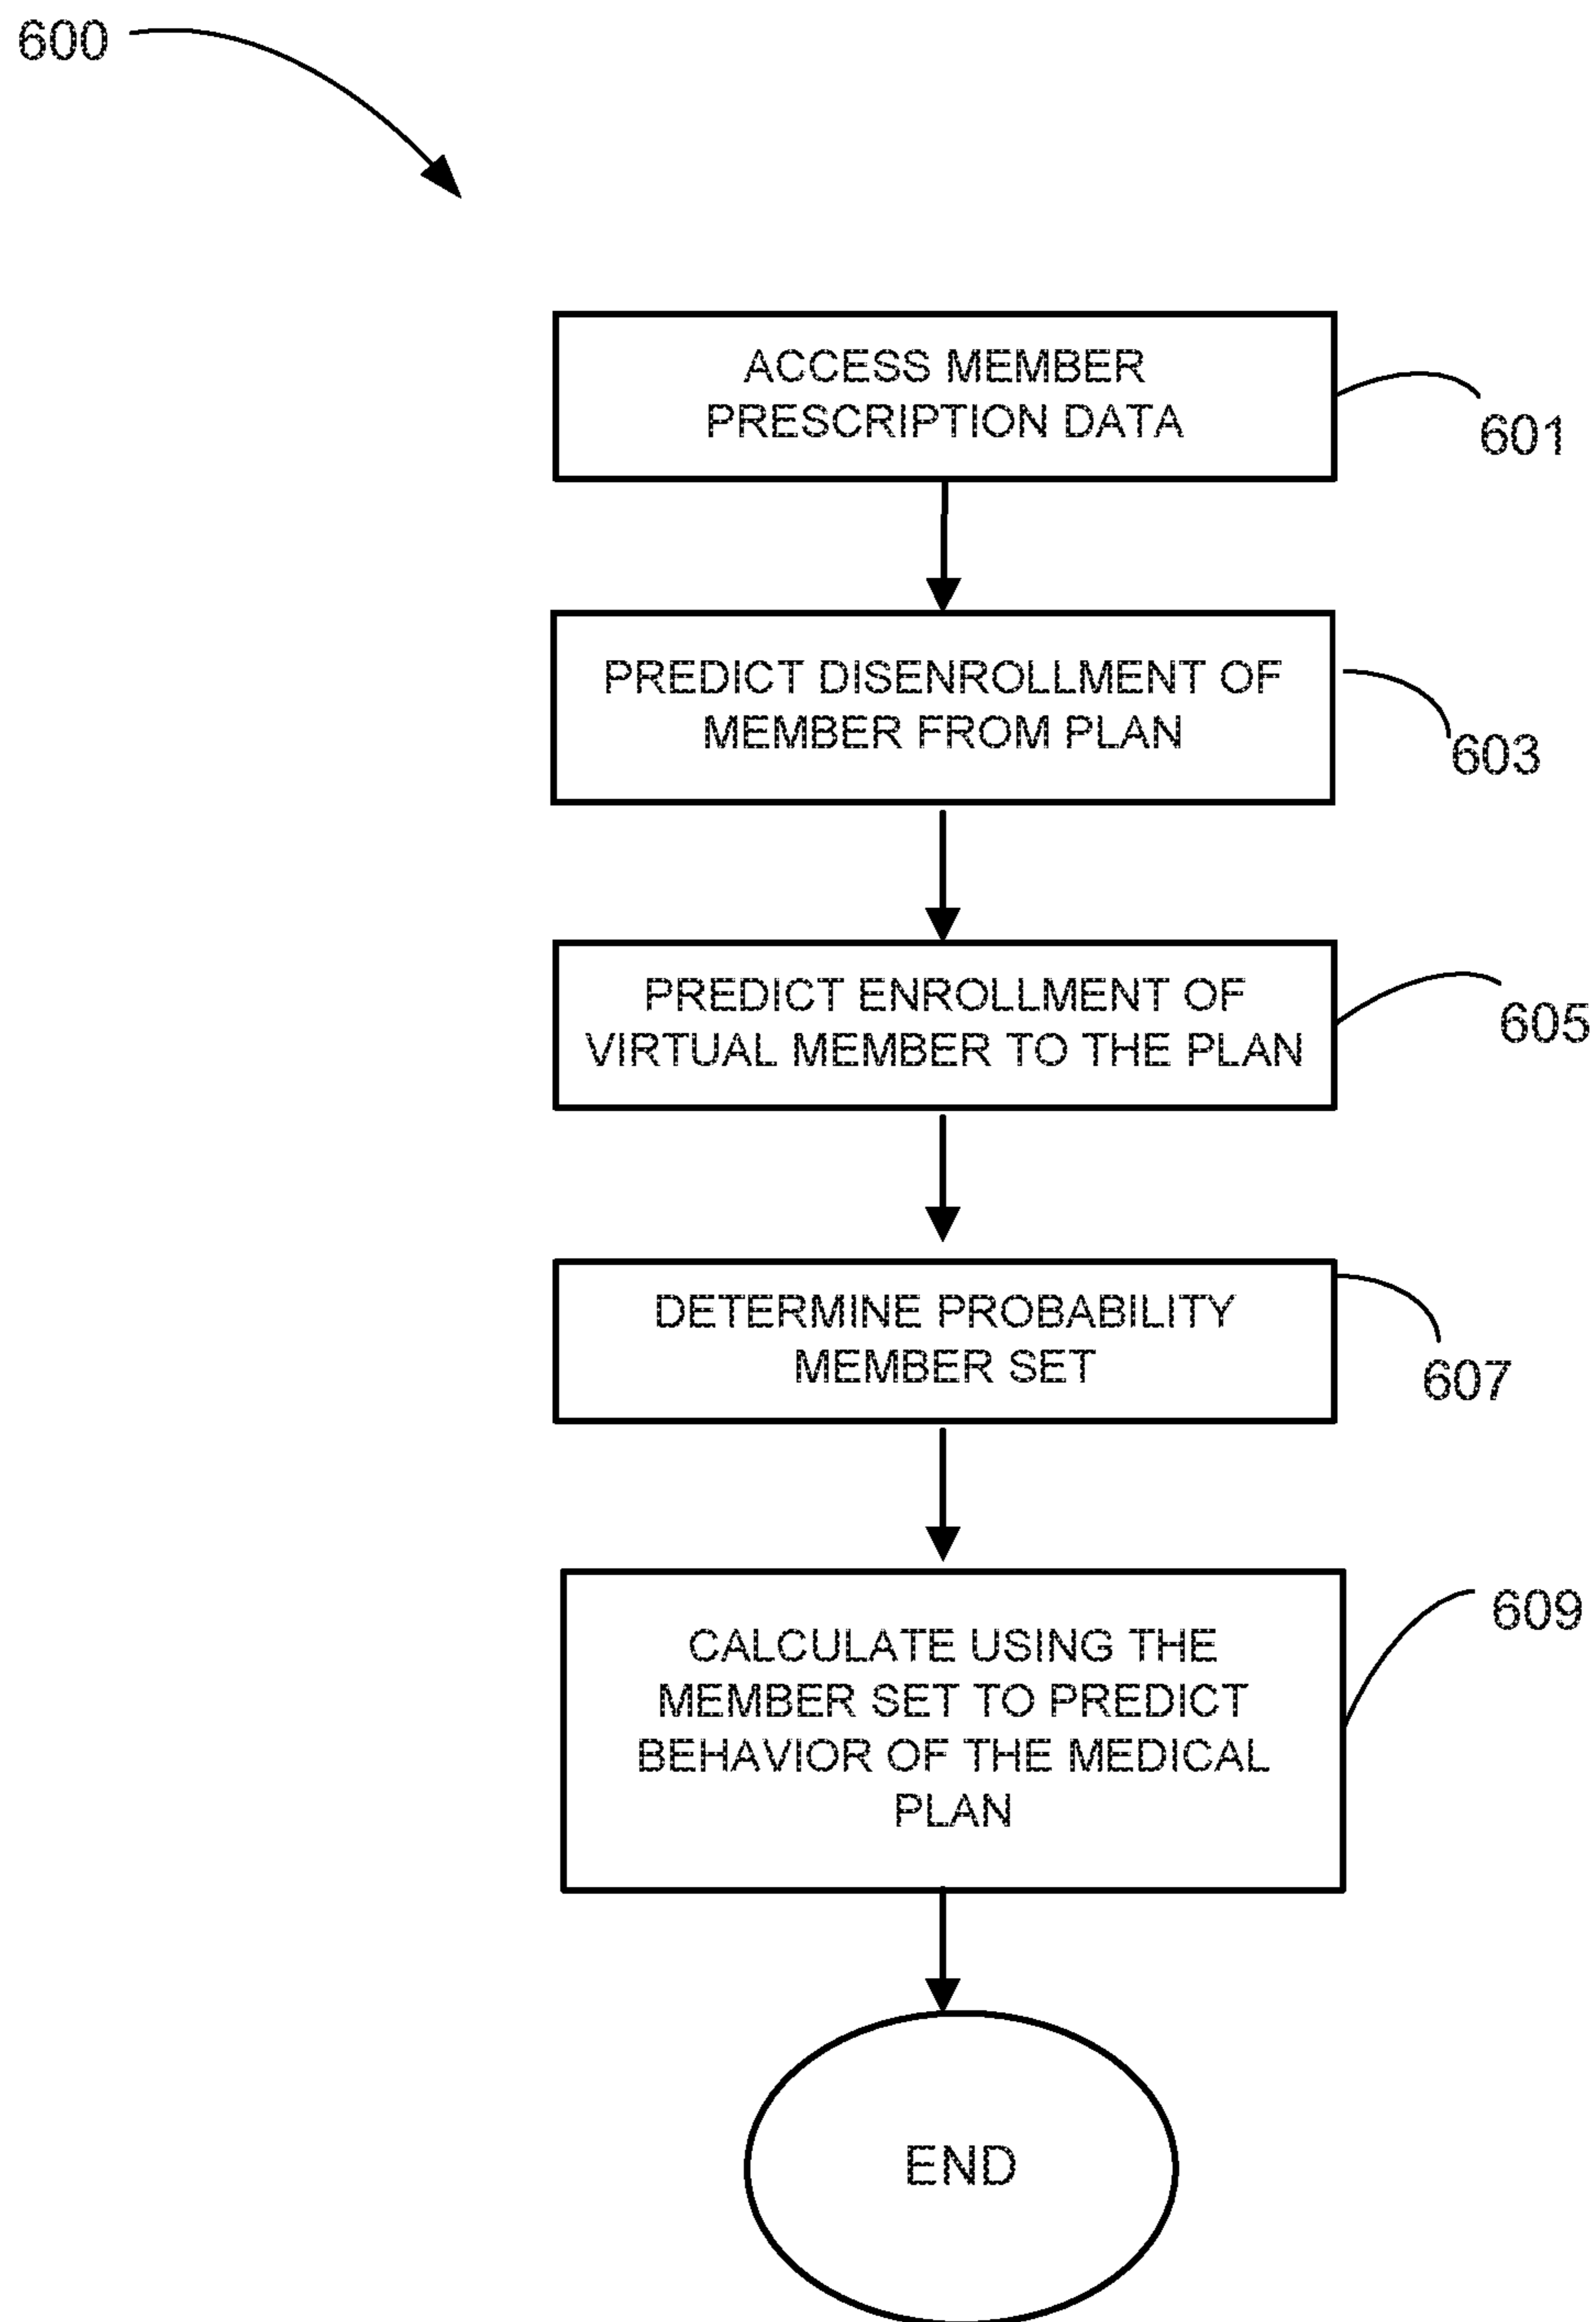 600
ACCESS MEMBER
PRESCRIPTION DATA
601
PREDICT DISENROLLMENT OF
MEMBER FROM PLAN
603
PREDICT ENROLLMENT OF
VIRTUAL MEMBER TO THE PLAN
605
DETERMINE PROBABILITY
MEMBER SET
607
CALCULATE USING THE
MEMBER SET TO PREDICT
BEHAVIOR OF THE MEDICAL
PLAN
609
END